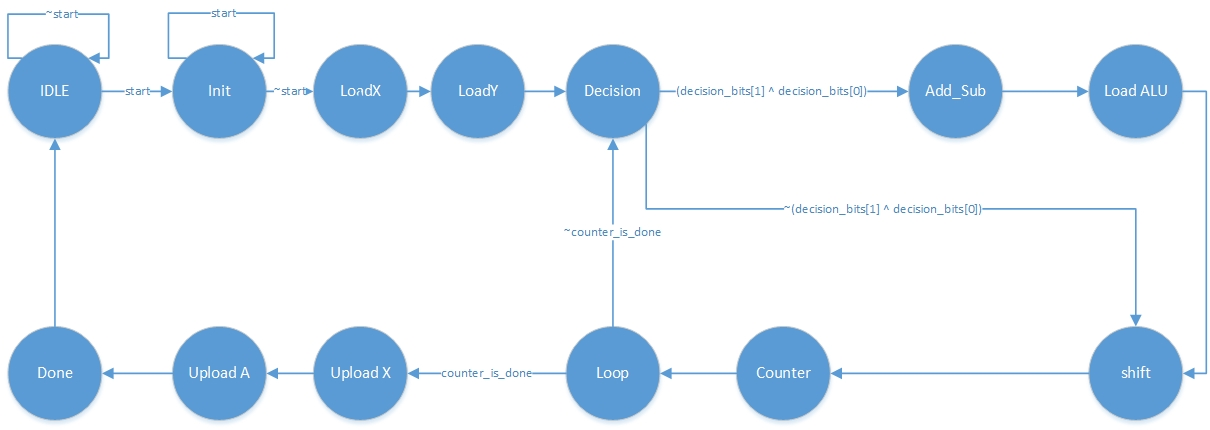 ~start
start
IDLE
start
Init
~start
LoadX
LoadY
Decision
(decision_bits[1] ^ decision_bits[0])
Add_Sub
Load ALU
~(decision_bits[1] ^ decision_bits[0])
~counter_is_done
Done
Upload A
Upload X
counter_is_done
Loop
Counter
shift